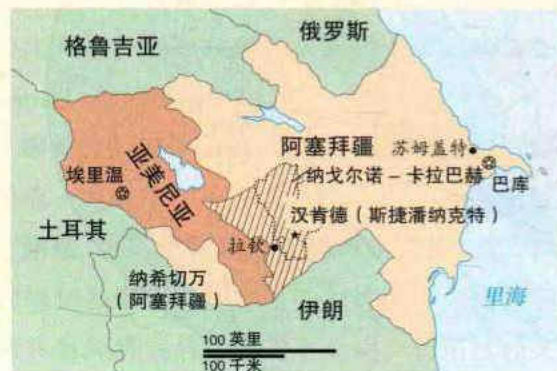 俄罗斯
格鲁吉亚
阿塞拜疆
苏姆盖特
纳戈尔诺－卡拉巴赫
巴库
埃里温
亚美尼亚
汉肯德（斯捷潘纳克特）
土耳其
拉钦
纳希切万
（阿塞拜疆）
伊朗
里海
100 英里
100 千米